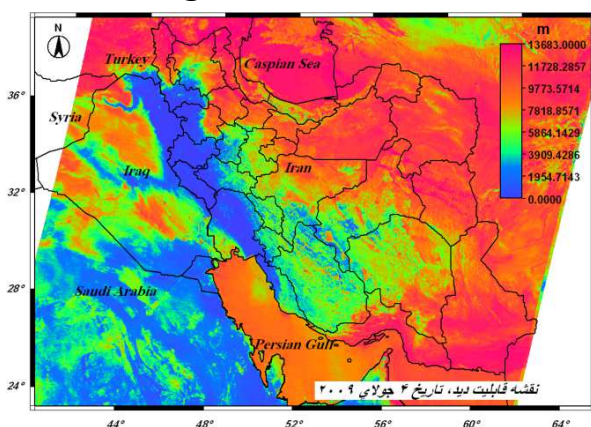 N
m
13683.0000
11728.2857
9773.5714
7818.8571
5864.1429
3909.4286
1954.7143
0.0000
Turkey
Caspian Sea
Syria
Iraq
Iran
Saudi Arabia
Persian Gulf
36°
32°
28°
24°
نقشه قابلیت دید، تاریخ ۴ جولای ۲۰۰۹
44° 48° 52° 56° 60° 64°